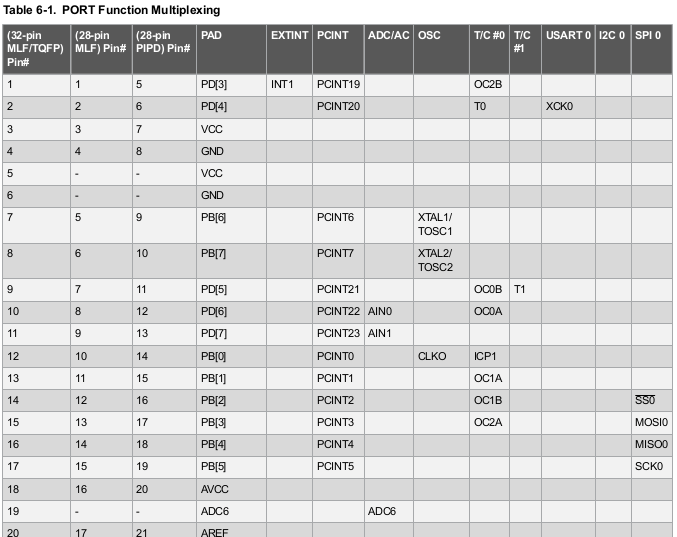 Table 6-1. PORT Function Multiplexing
(32-pin MLF/TQFP) Pin# (28-pin MLF) Pin# (28-pin PIPD) Pin# PAD EXTINT PCINT ADC/AC OSC T/C #0 T/C #1 USART 0 I2C 0 SPI 0
1 1 5 PD[3] INT1 PCINT19 OC2B
2 2 6 PD[4] PCINT20 T0 XCK0
3 3 7 VCC
4 4 8 GND
5 - - VCC
6 - - GND
7 5 9 PB[6] PCINT6 XTAL1/TOSC1
8 6 10 PB[7] PCINT7 XTAL2/TOSC2
9 7 11 PD[5] PCINT21 OC0B T1
10 8 12 PD[6] PCINT22 AIN0 OC0A
11 9 13 PD[7] PCINT23 AIN1
12 10 14 PB[0] PCINT0 CLKO ICP1
13 11 15 PB[1] PCINT1 OC1A
14 12 16 PB[2] PCINT2 OC1B SS0
15 13 17 PB[3] PCINT3 OC2A MOSI0
16 14 18 PB[4] PCINT4 MISO0
17 15 19 PB[5] PCINT5 SCK0
18 16 20 AVCC
19 - - ADC6 ADC6
20 17 21 AREF